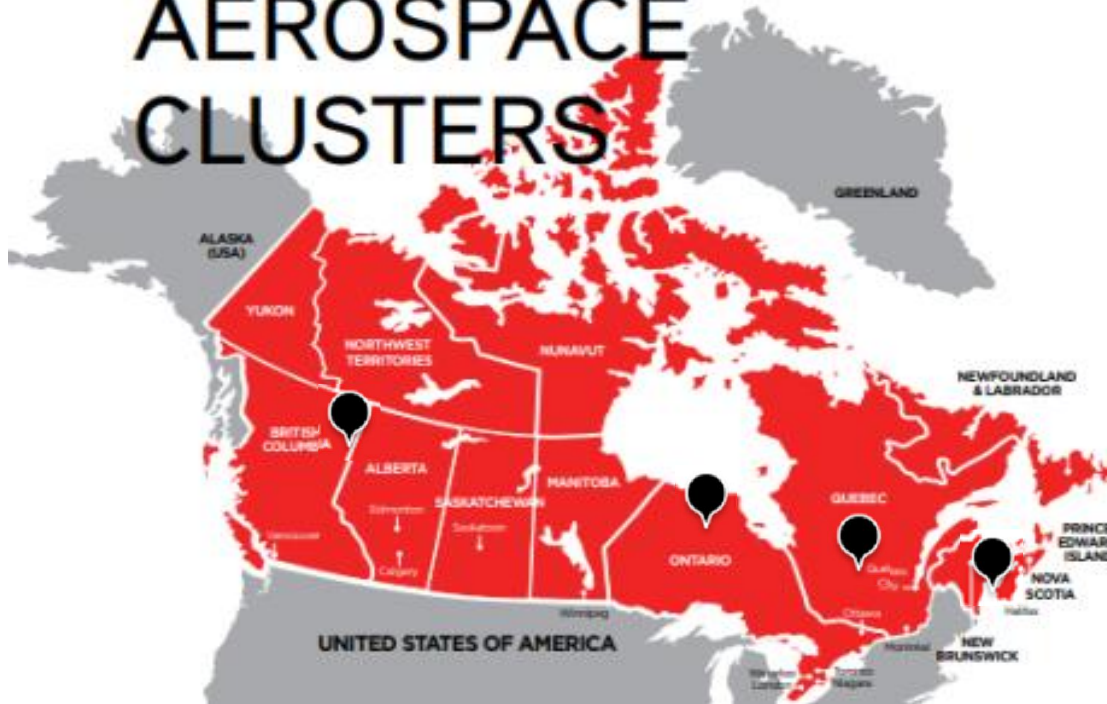 AEROSPACE
CLUSTERS
GREENLAND
ALASKA
(USA)
YUKON
NORTHWEST
TERRITORIES
NUNAVUT
NEWFOUNDLAND
& LABRADOR
BRITISH
COLUMBIA
ALBERTA
SASKATCHEWAN
MANITOBA
QUEBEC
Edmonton
Saskatoon
Vancouver
Calgary
ONTARIO
PRINCE
EDWARD
ISLAND
Quebec
City
NOVA
SCOTIA
Halifax
Winnipeg
Ottawa
UNITED STATES OF AMERICA
Montréal
NEW
BRUNSWICK
Toronto
London
Niagara